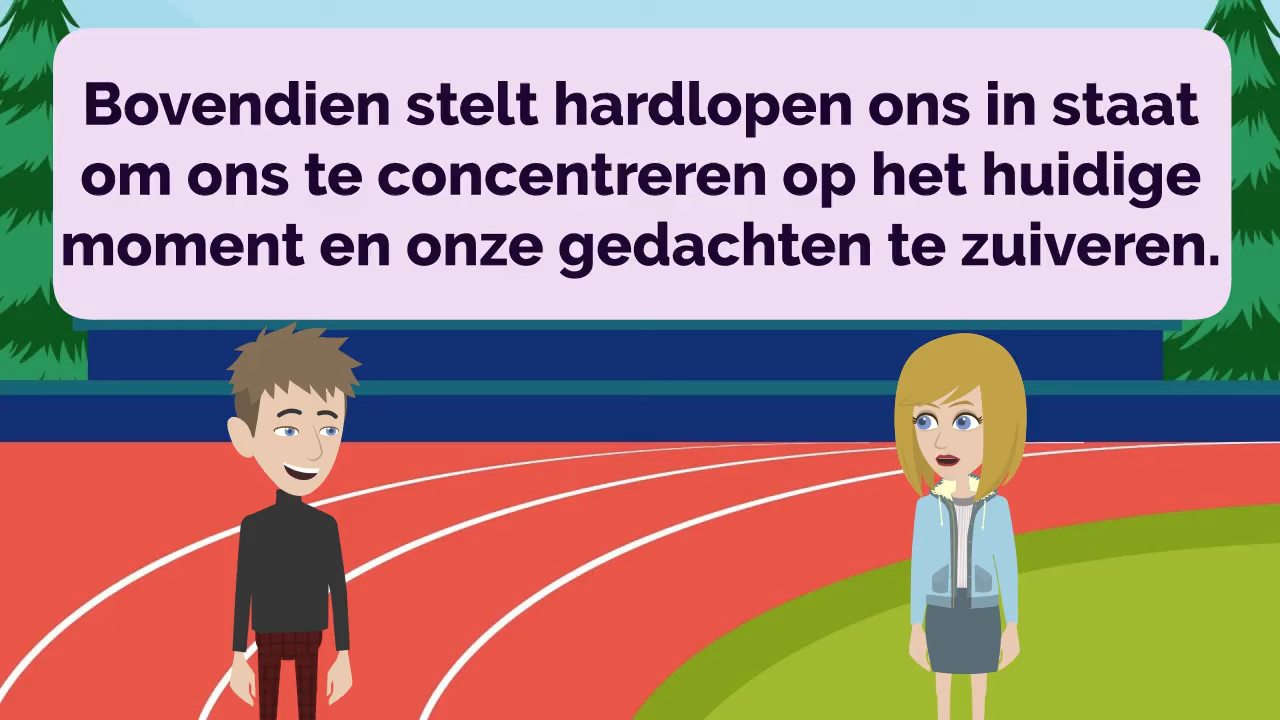 Bovendien stelt hardlopen ons in staat
om ons te concentreren op het huidige
moment en onze gedachten te zuiveren.